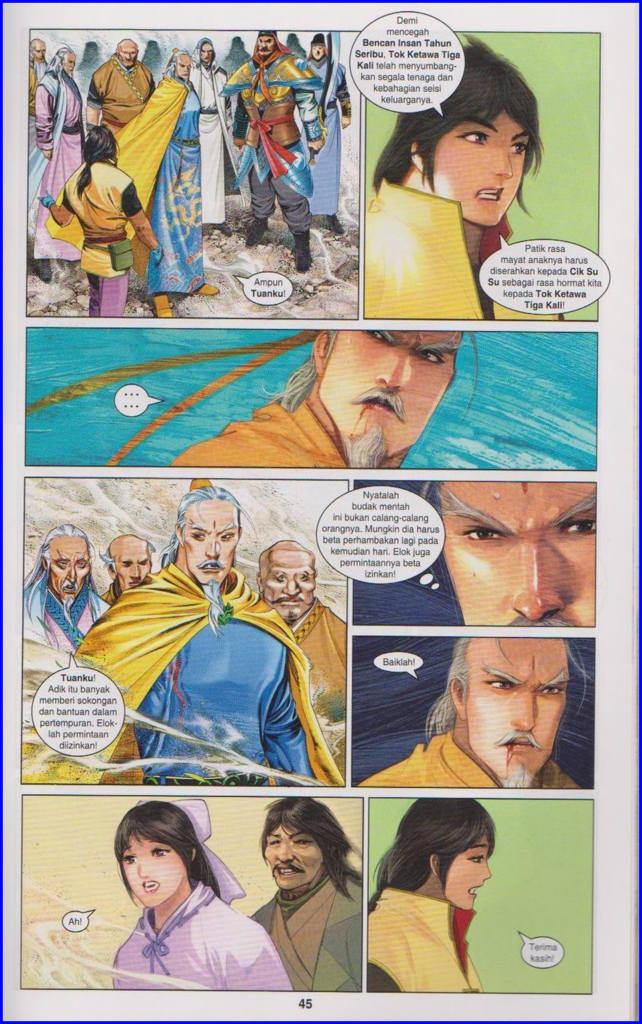 Ampun
Tuanku!
Demi
mencegah
Bencan Insan Tahun
Seribu, Tok Ketawa Tiga
Kali telah menyumbang-
kan segala tenaga dan
kebahagian seisi
keluarganya.
Patik rasa
mayat anaknya harus
diserahkan kepada Cik Su
Su sebagai rasa hormat kita
kepada Tok Ketawa
Tiga Kali!
...
...
Tuanku!
Adik itu banyak
memberi sokongan
dan bantuan dalam
pertempuran. Elok-
lah permintaan
diizinkan!
Nyatalah
budak mentah
ini bukan calang-calang
orangnya. Mungkin dia harus
beta perhambakan lagi pada
kemudian hari. Elok juga
permintaannya beta
izinkan!
Baiklah!
Ah!
Terima
kasih!
45